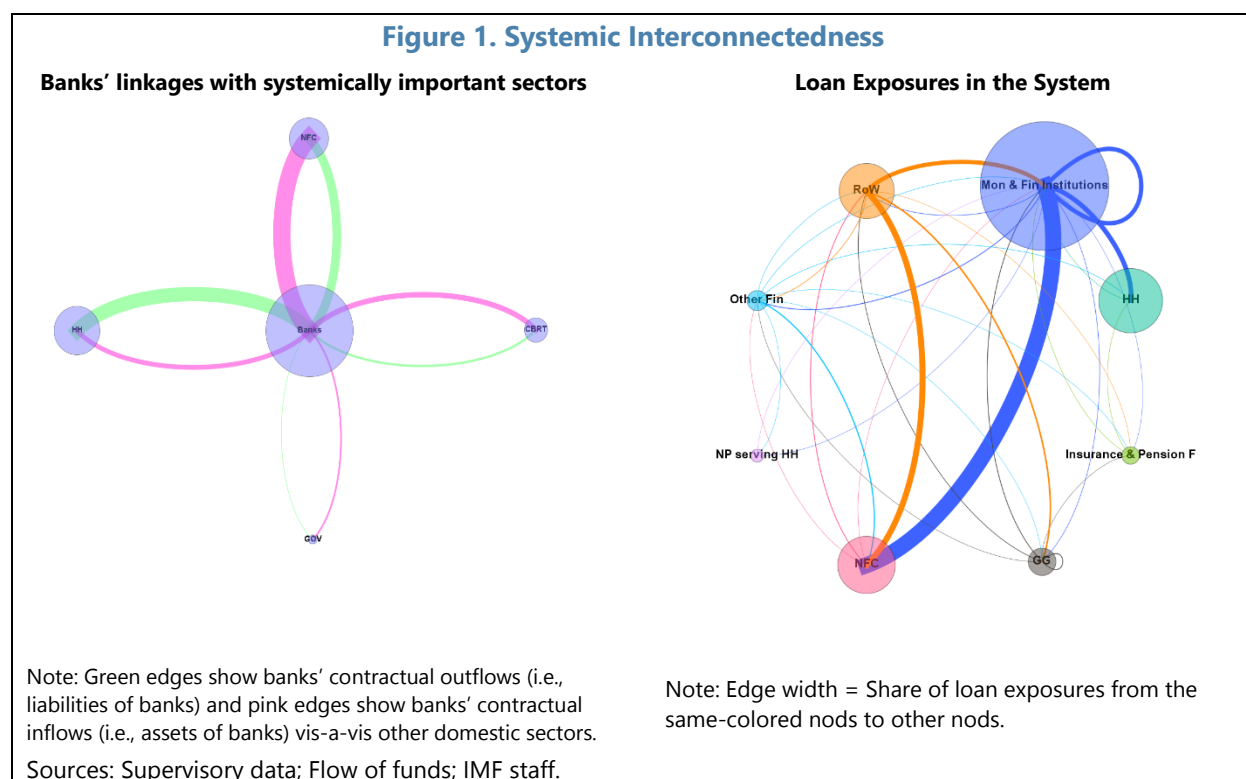 Figure 1. Systemic Interconnectedness
Banks’ linkages with systemically important sectors
NFC
HH
Banks
CBRT
GOV
Loan Exposures in the System
RoW
Mon & Fin Institutions
Other Fin
HH
NP serving HH
Insurance & Pension F
NFC
GG
Note: Green edges show banks’ contractual outflows (i.e.,
liabilities of banks) and pink edges show banks’ contractual
inflows (i.e., assets of banks) vis-a-vis other domestic sectors.
Note: Edge width = Share of loan exposures from the
same-colored nods to other nods.
Sources: Supervisory data; Flow of funds; IMF staff.